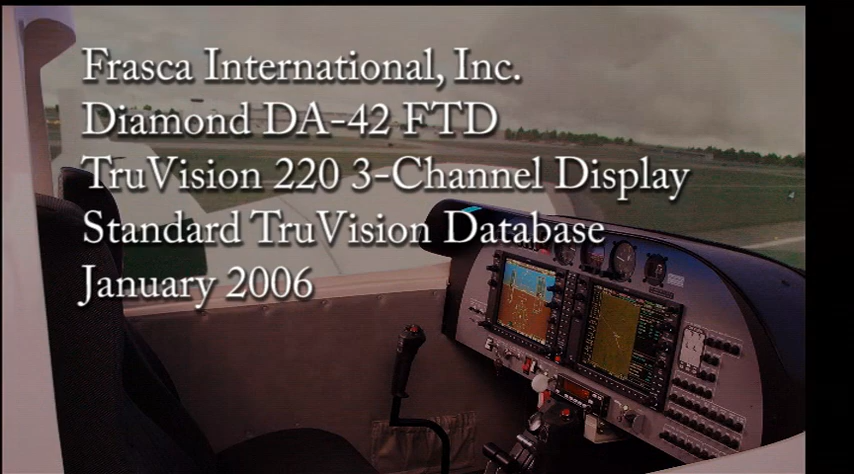 Frasca International, Inc.
Diamond DA-42 FTD
TruVision 220 3-Channel Display
Standard TruVision Database
January 2006